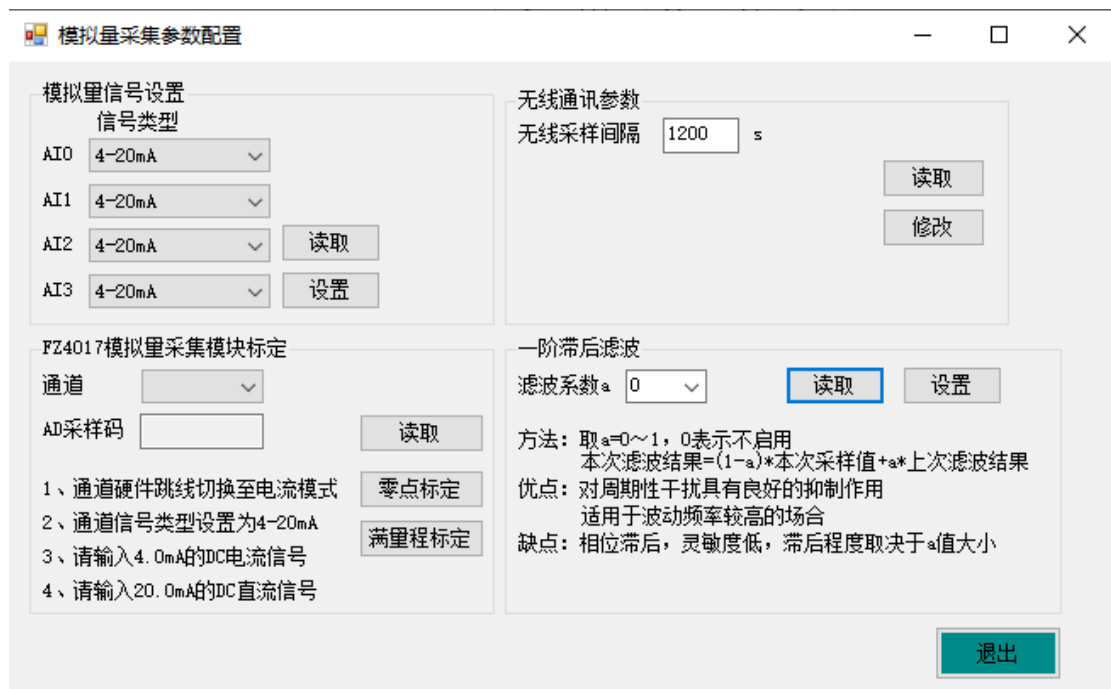 模拟量采集参数配置
模拟量信号设置
信号类型
AI0 4-20mA
AI1 4-20mA
AI2 4-20mA 读取
AI3 4-20mA 设置
无线通讯参数
无线采样间隔 1200 s
读取
修改
FZ4017模拟量采集模块标定
通道
AD采样码 读取
1、通道硬件跳线切换至电流模式 零点标定
2、通道信号类型设置为4-20mA
满量程标定
3、请输入4.0mA的DC电流信号
4、请输入20.0mA的DC直流信号
一阶滞后滤波
滤波系数a 0 读取 设置
方法：取a=0~1，0表示不启用
本次滤波结果=(1-a)*本次采样值+a*上次滤波结果
优点：对周期性干扰具有良好的抑制作用
适用于波动频率较高的场合
缺点：相位滞后，灵敏度低，滞后程度取决于a值大小
退出